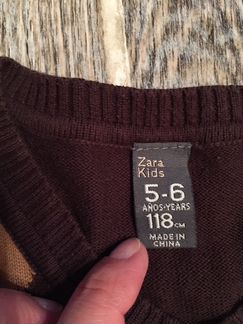 Zara
Kids
5-6
AÑOS-YEARS
118CM
MADE IN
CHINA